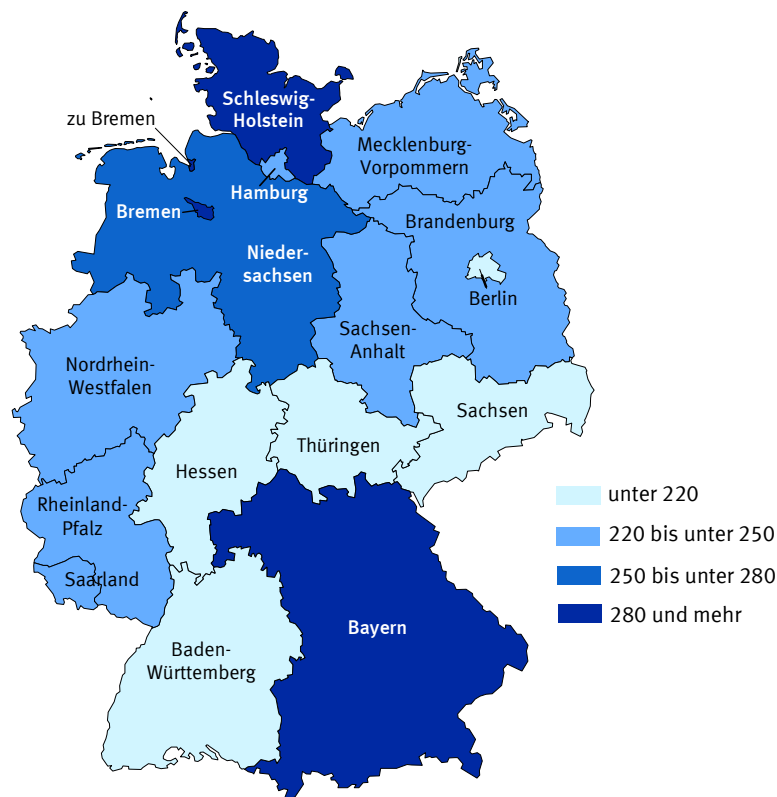 Schleswig-
Holstein
zu Bremen
Mecklenburg-
Vorpommern
Hamburg
Bremen
Brandenburg
Nieder-
sachsen
Berlin
Sachsen-
Anhalt
Nordrhein-
Westfalen
Sachsen
Thüringen
Hessen
Rheinland-
Pfalz
Saarland
Bayern
Baden-
Württemberg
unter 220
220 bis unter 250
250 bis unter 280
280 und mehr